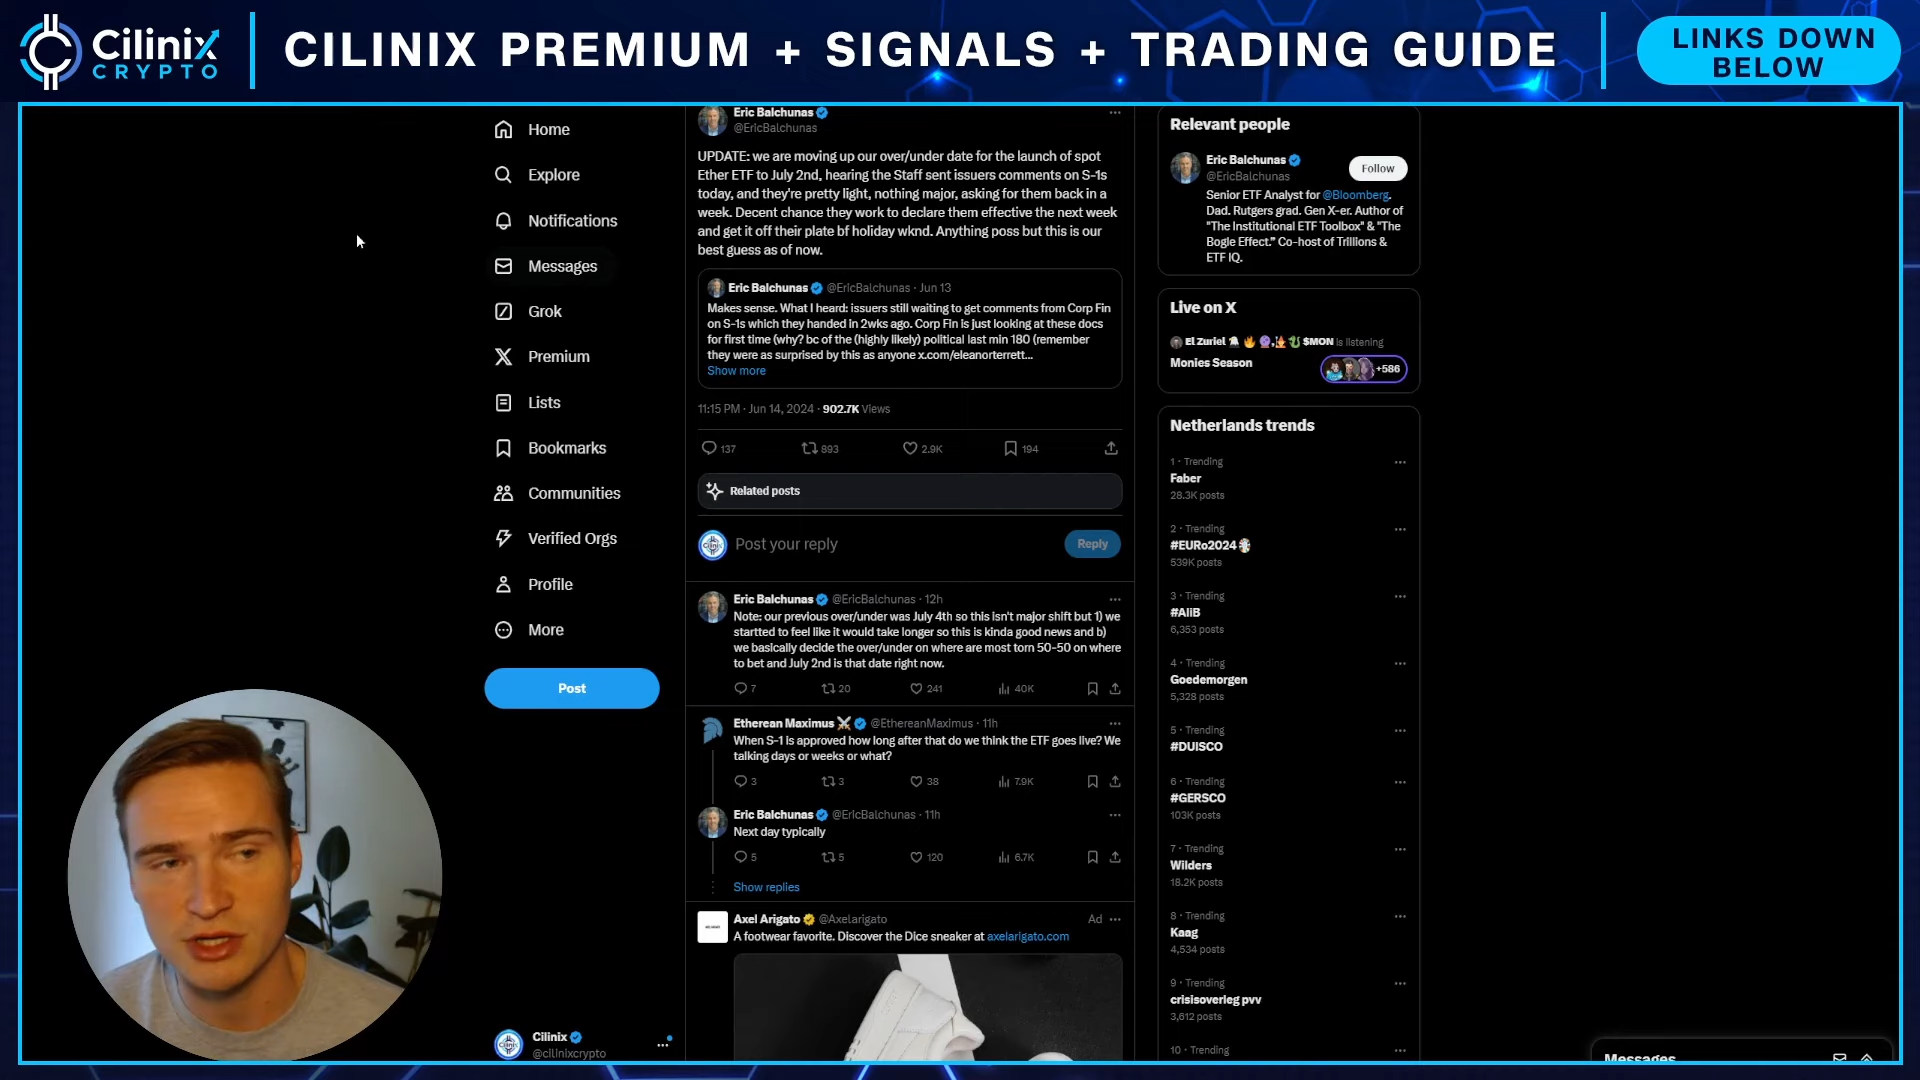 Cilinix
CRYPTO
CILINIX PREMIUM + SIGNALS + TRADING GUIDE
LINKS DOWN
BELOW
Home
Explore
Notifications
Messages
Grok
Premium
Lists
Bookmarks
Communities
Verified Orgs
Profile
More
Post
Cilinix
@cilinixcrypto
Eric Balchunas
@EricBalchunas
UPDATE: we are moving up our over/under date for the launch of spot
Ether ETF to July 2nd, hearing the Staff sent issuers comments on S-1s
today, and they're pretty light, nothing major, asking for them back in a
week. Decent chance they work to declare them effective the next week
and get it off their plate bf holiday wknd. Anything poss but this is our
best guess as of now.
Eric Balchunas @EricBalchunas · Jun 13
Makes sense. What I heard: issuers still waiting to get comments from Corp Fin
on S-1s which they handed in 2wks ago. Corp Fin is just looking at these docs
for first time (why? bc of the (highly likely) political last min 180 (remember
they were as surprised by this as anyone x.com/eleanorterrett...
Show more
11:15 PM · Jun 14, 2024 · 902.7K Views
137 893 2.9K 194
Related posts
Post your reply
Reply
Eric Balchunas @EricBalchunas · 12h
Note: our previous over/under was July 4th so this isn't major shift but 1) we
startted to feel like it would take longer so this is kinda good news and b)
we basically decide the over/under on where are most torn 50-50 on where
to bet and July 2nd is that date right now.
7 20 241 40K
Etherean Maximus @EthereanMaximus · 11h
When S-1 is approved how long after that do we think the ETF goes live? We
talking days or weeks or what?
3 3 38 7.9K
Eric Balchunas @EricBalchunas · 11h
Next day typically
5 5 120 6.7K
Show replies
Axel Arigato @Axelarigato Ad
A footwear favorite. Discover the Dice sneaker at axelarigato.com
Relevant people
Eric Balchunas
@EricBalchunas
Follow
Senior ETF Analyst for @Bloomberg.
Dad. Rutgers grad. Gen X-er. Author of
"The Institutional ETF Toolbox" & "The
Bogle Effect." Co-host of Trillions &
ETF IQ.
Live on X
El Zuriel $MON is listening
Monies Season
+586
Netherlands trends
1 · Trending
Faber
28.3K posts
2 · Trending
#EURo2024
539K posts
3 · Trending
#AllB
6,353 posts
4 · Trending
Goedemorgen
5,328 posts
5 · Trending
#DUISCO
6 · Trending
#GERSCO
103K posts
7 · Trending
Wilders
18.2K posts
8 · Trending
Kaag
4,534 posts
9 · Trending
crisisoverleg pvv
3,612 posts
10 · Trending
Messages